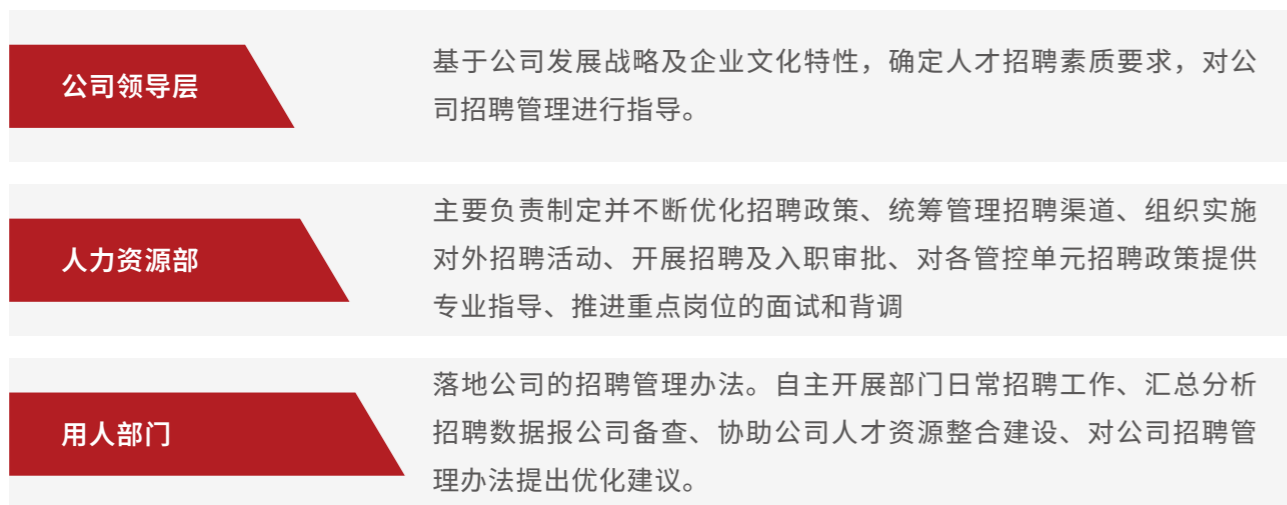 公司领导层
基于公司发展战略及企业文化特性，确定人才招聘素质要求，对公
司招聘管理进行指导。
人力资源部
主要负责制定并不断优化招聘政策、统筹管理招聘渠道、组织实施
对外招聘活动、开展招聘及入职审批、对各管控单元招聘政策提供
专业指导、推进重点岗位的面试和背调
用人部门
落地公司的招聘管理办法。自主开展部门日常招聘工作、汇总分析
招聘数据报公司备查、协助公司人才资源整合建设、对公司招聘管
理办法提出优化建议。